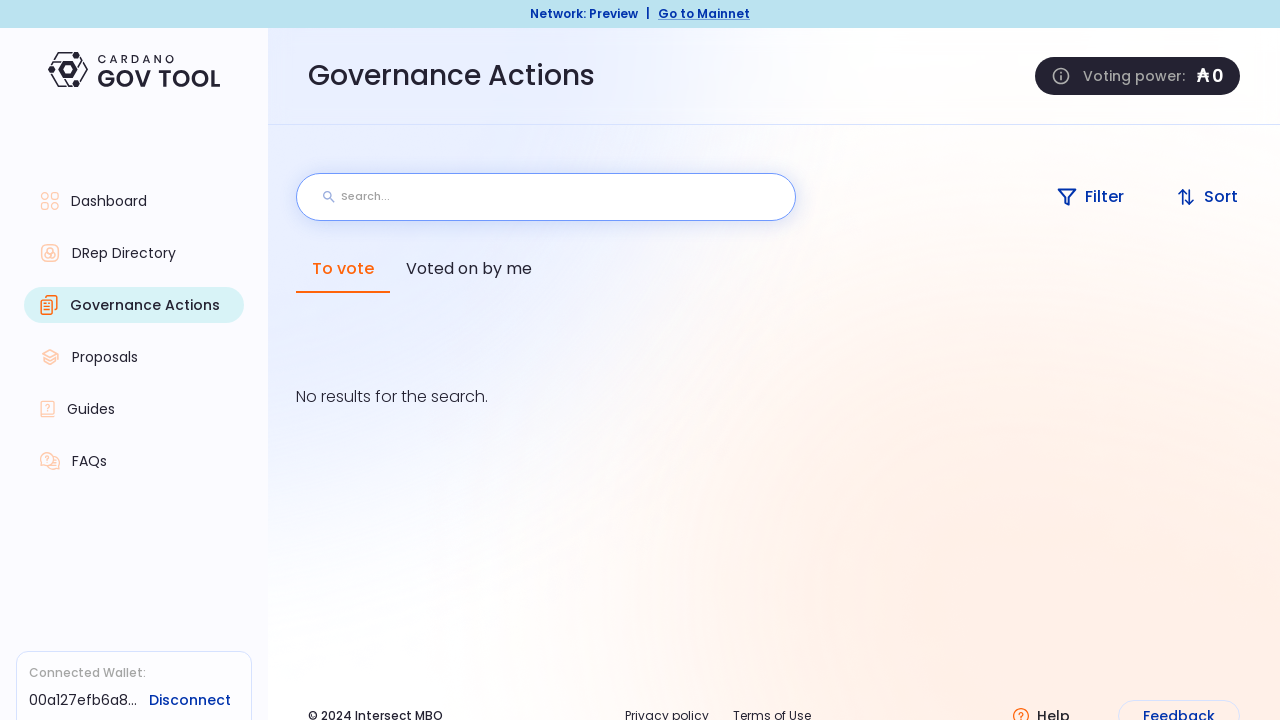 Network: Preview | Go to Mainnet
CARDANO
GOV TOOL
Governance Actions
Voting power: ₳ 0
Dashboard
DRep Directory
Governance Actions
Proposals
Guides
FAQs
Search...
Filter
Sort
To vote
Voted on by me
No results for the search.
Connected Wallet:
00a127efb6a8... Disconnect
© 2024 Intersect MBO
Privacy policy
Terms of Use
Help
Feedback